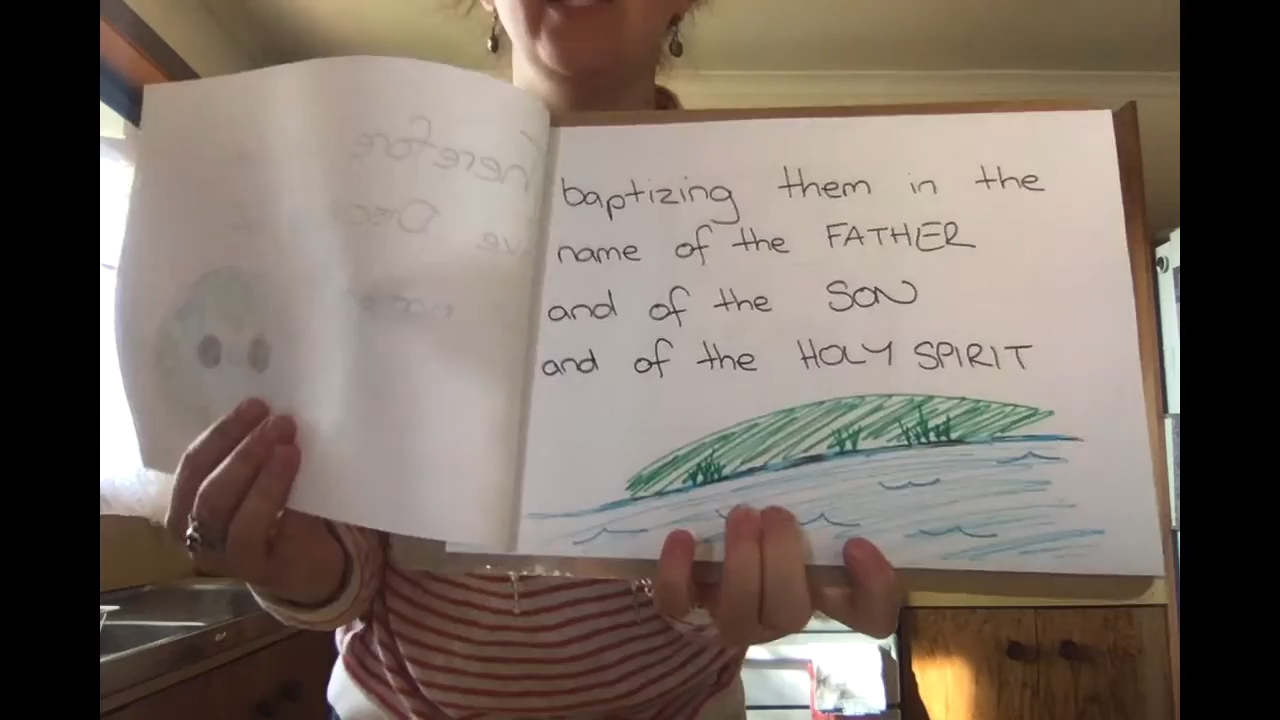 baptizing them in the
name of the FATHER
and of the SON
and of the HOLY SPIRIT